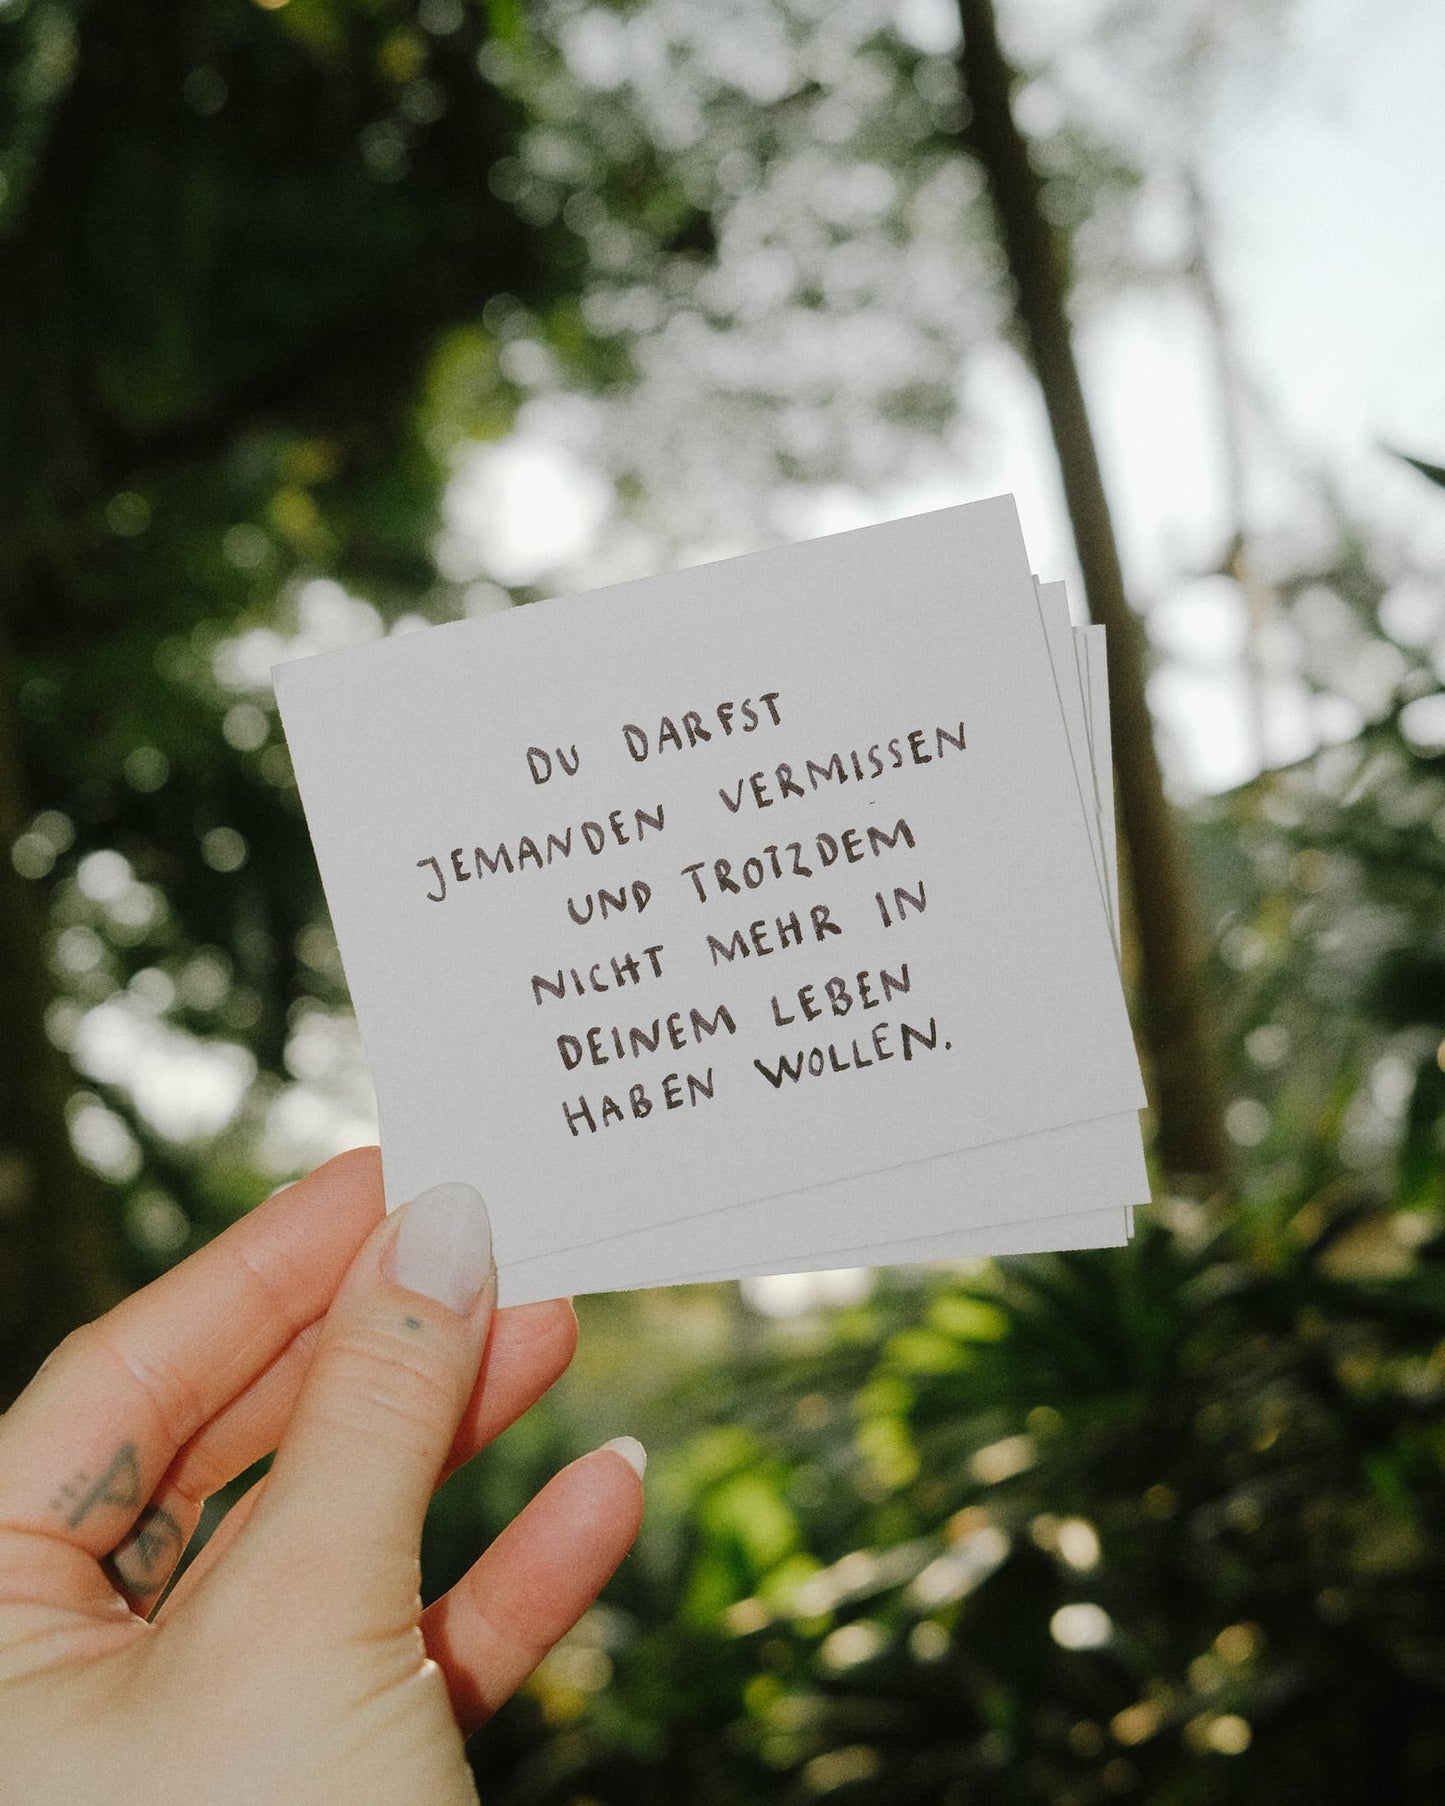 DU DARFST
JEMANDEN VERMISSEN
UND TROTZDEM
NICHT MEHR IN
DEINEM LEBEN
HABEN WOLLEN.